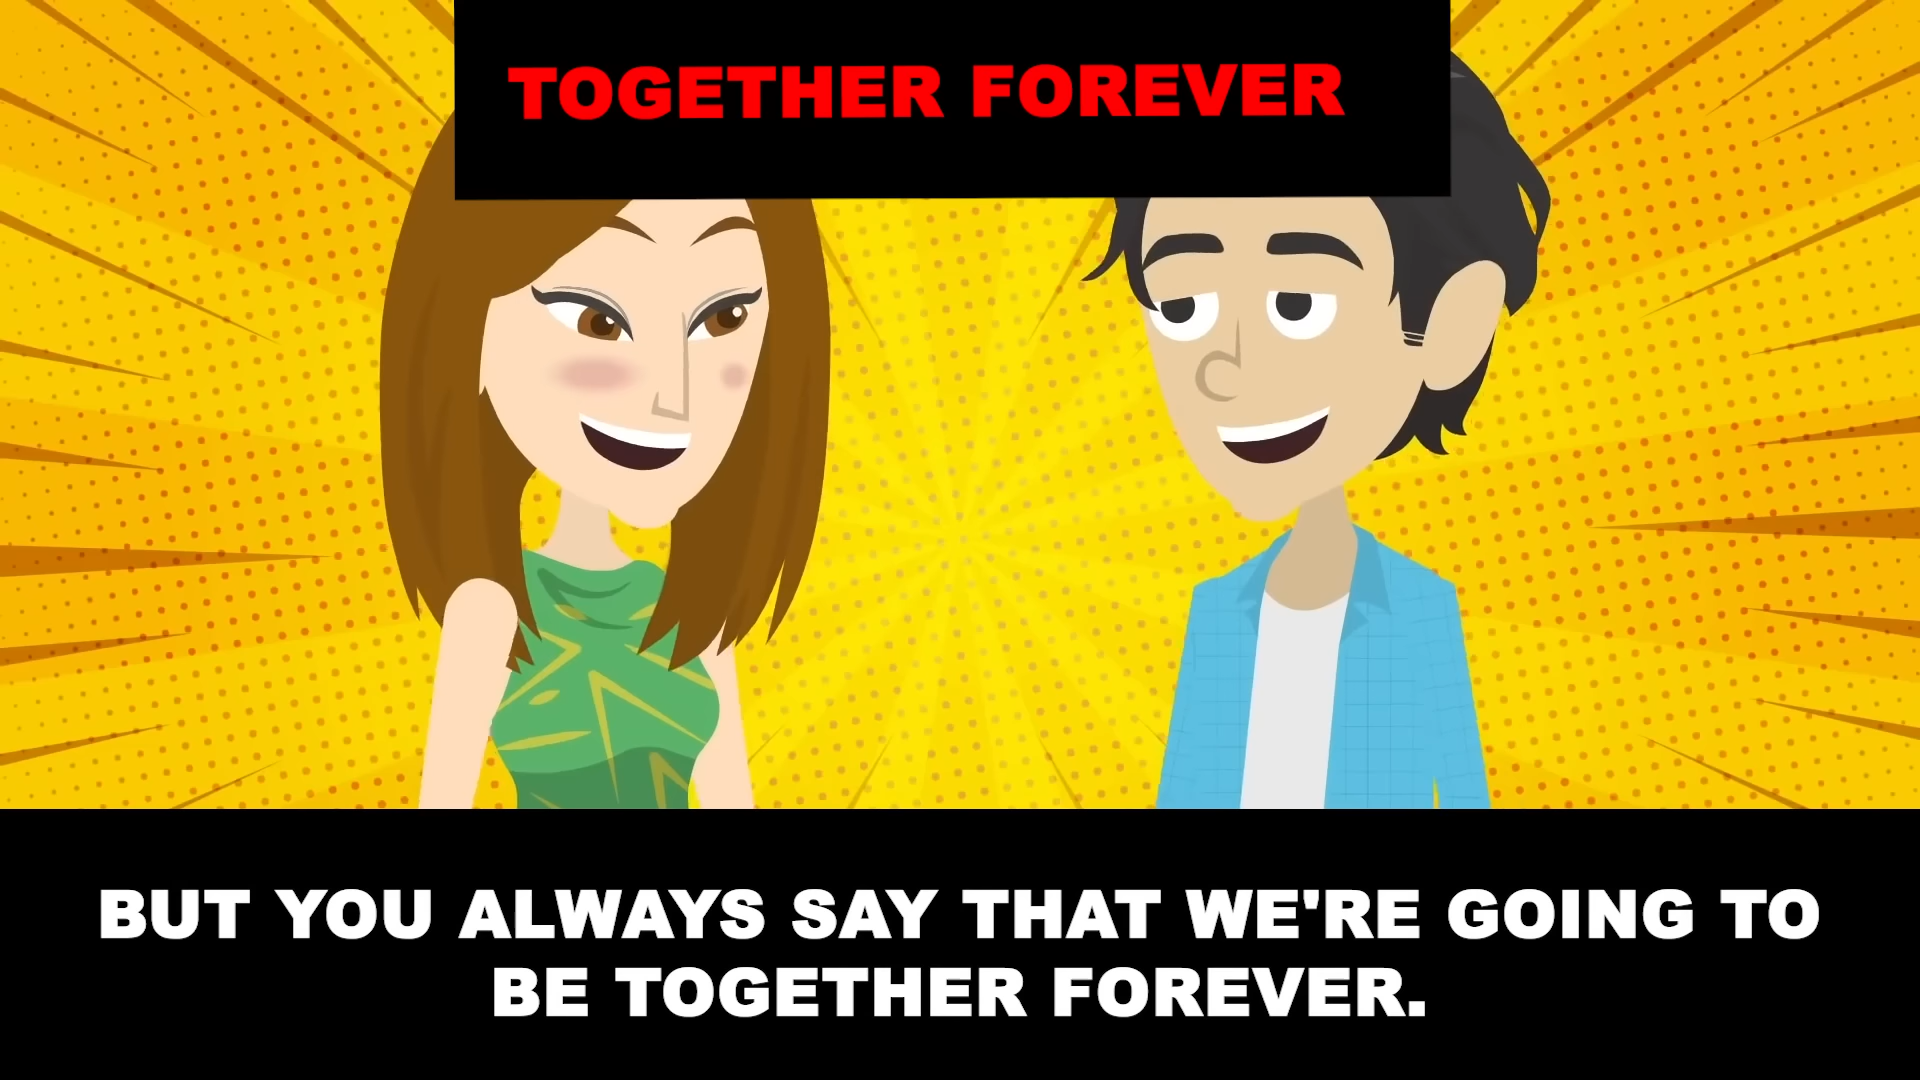 TOGETHER FOREVER
BUT YOU ALWAYS SAY THAT WE'RE GOING TO
BE TOGETHER FOREVER.